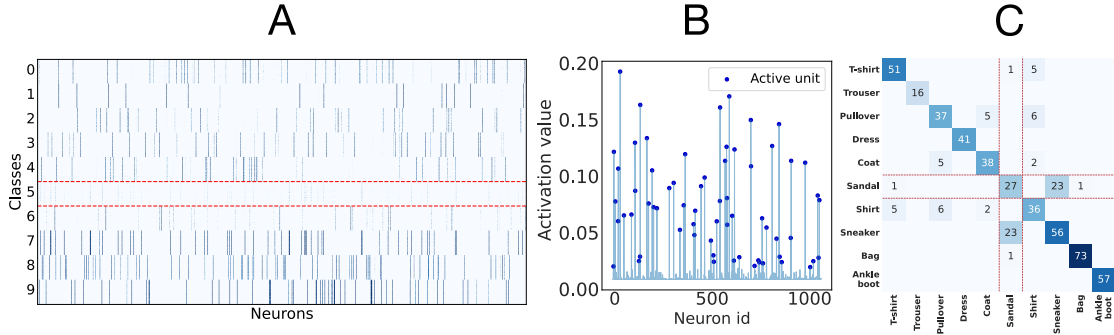 A
B
C
Classes
0
1
2
3
4
5
6
7
8
9
Neurons
Activation value
0.20
0.15
0.10
0.05
0.00
Active unit
0
500
1000
Neuron id
T-shirt 51 1 5
Trouser 16
Pullover 37 5 6
Dress 41
Coat 5 38 2
Sandal 1 27 23 1
Shirt 5 6 2 36
Sneaker 23 56
Bag 1 73
Ankle
boot 57
T-shirt
Trouser
Pullover
Dress
Coat
Sandal
Shirt
Sneaker
Bag
Ankle
boot